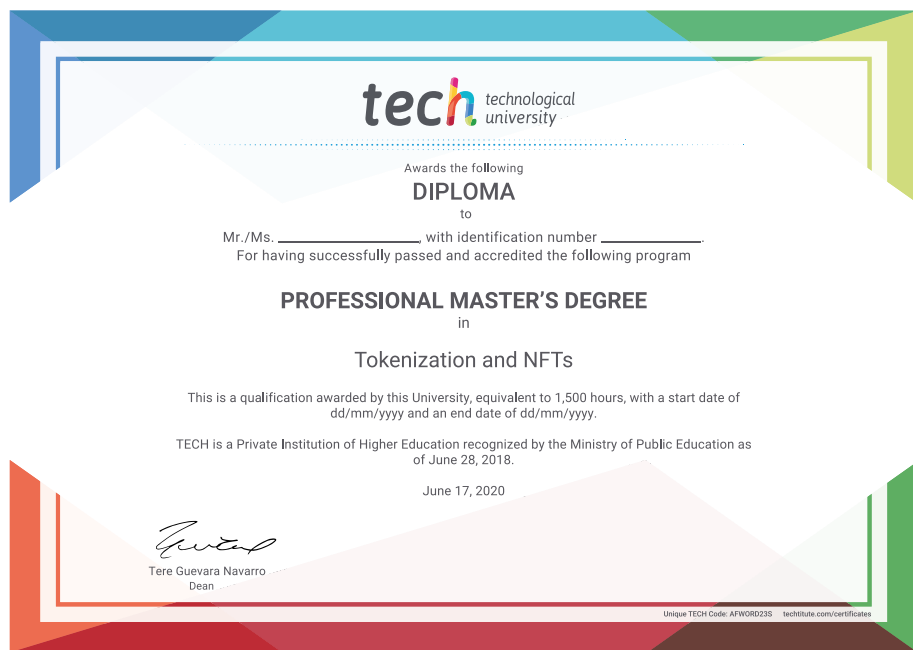 tech technological
university
Awards the following
DIPLOMA
to
Mr./Ms. ____________________, with identification number ______________.
For having successfully passed and accredited the following program
PROFESSIONAL MASTER'S DEGREE
in
Tokenization and NFTs
This is a qualification awarded by this University, equivalent to 1,500 hours, with a start date of
dd/mm/yyyy and an end date of dd/mm/yyyy.
TECH is a Private Institution of Higher Education recognized by the Ministry of Public Education as
of June 28, 2018.
June 17, 2020
Tere Guevara Navarro
Dean
Unique TECH Code: AFWORD23S techtitute.com/certificates